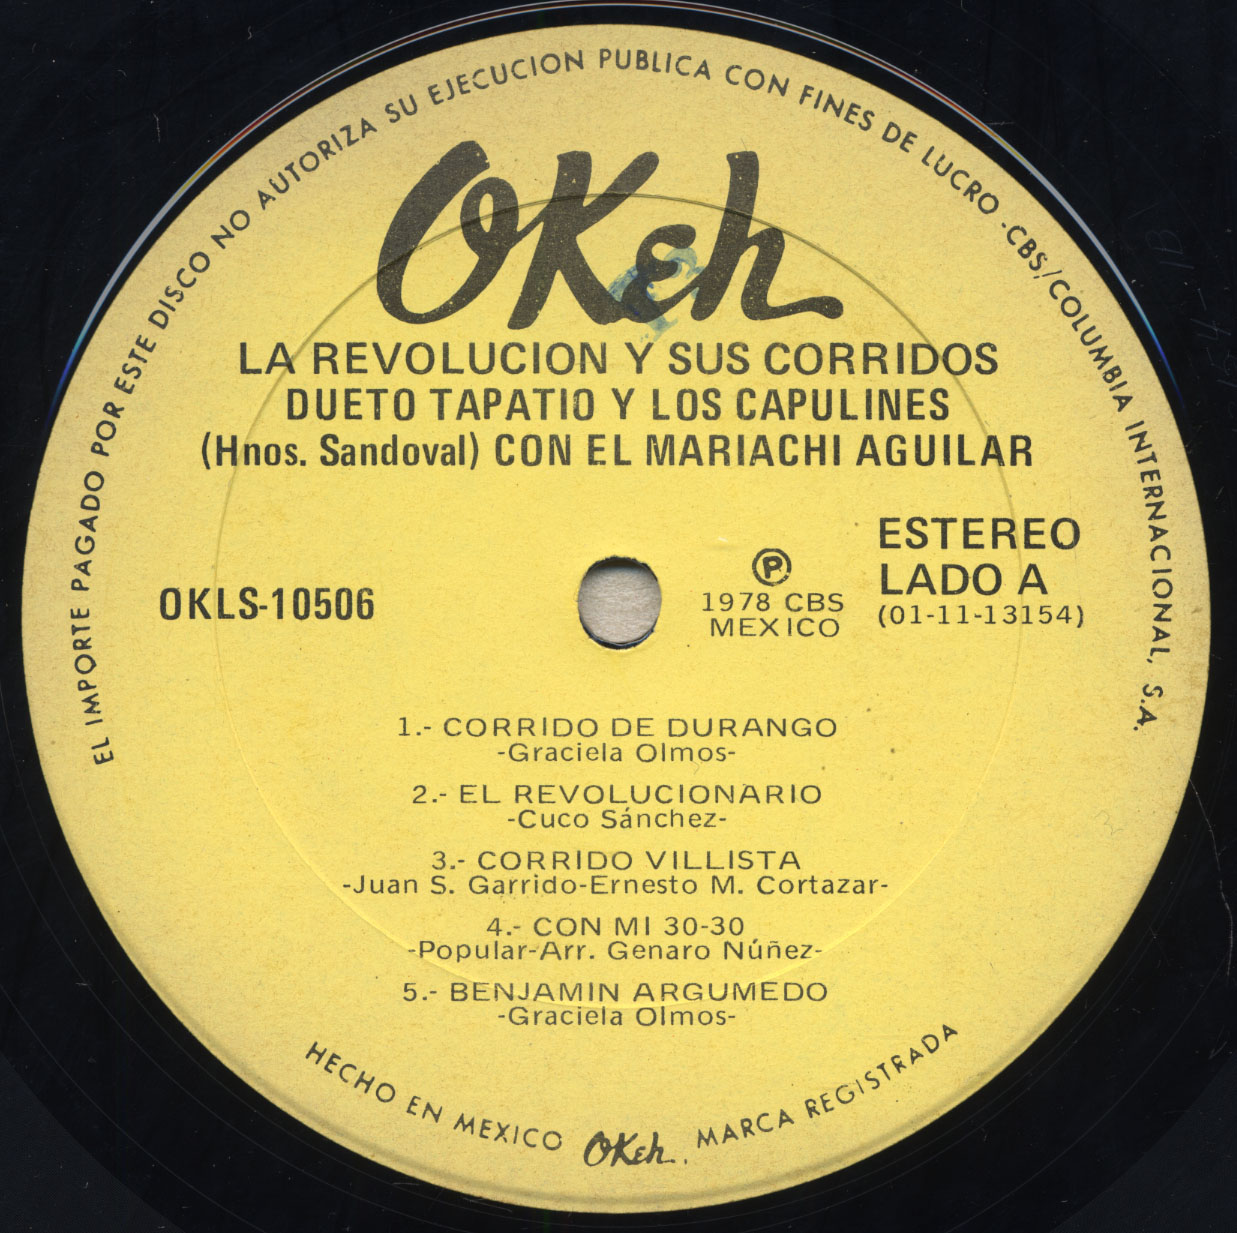 EL IMPORTE PAGADO POR ESTE DISCO NO AUTORIZA SU EJECUCION PUBLICA CON FINES DE LUCRO -CBS/COLUMBIA INTERNACIONAL, S.A.
OKeh
LA REVOLUCION Y SUS CORRIDOS
DUETO TAPATIO Y LOS CAPULINES
(Hnos. Sandoval) CON EL MARIACHI AGUILAR
ESTEREO
LADO A
(01-11-13154)
OKLS-10506
℗
1978 CBS
MEXICO
1.- CORRIDO DE DURANGO
-Graciela Olmos-
2.- EL REVOLUCIONARIO
-Cuco Sánchez-
3.- CORRIDO VILLISTA
-Juan S. Garrido-Ernesto M. Cortazar-
4.- CON MI 30-30
-Popular-Arr. Genaro Núñez-
5.- BENJAMIN ARGUMEDO
-Graciela Olmos-
HECHO EN MEXICO OKeh. MARCA REGISTRADA